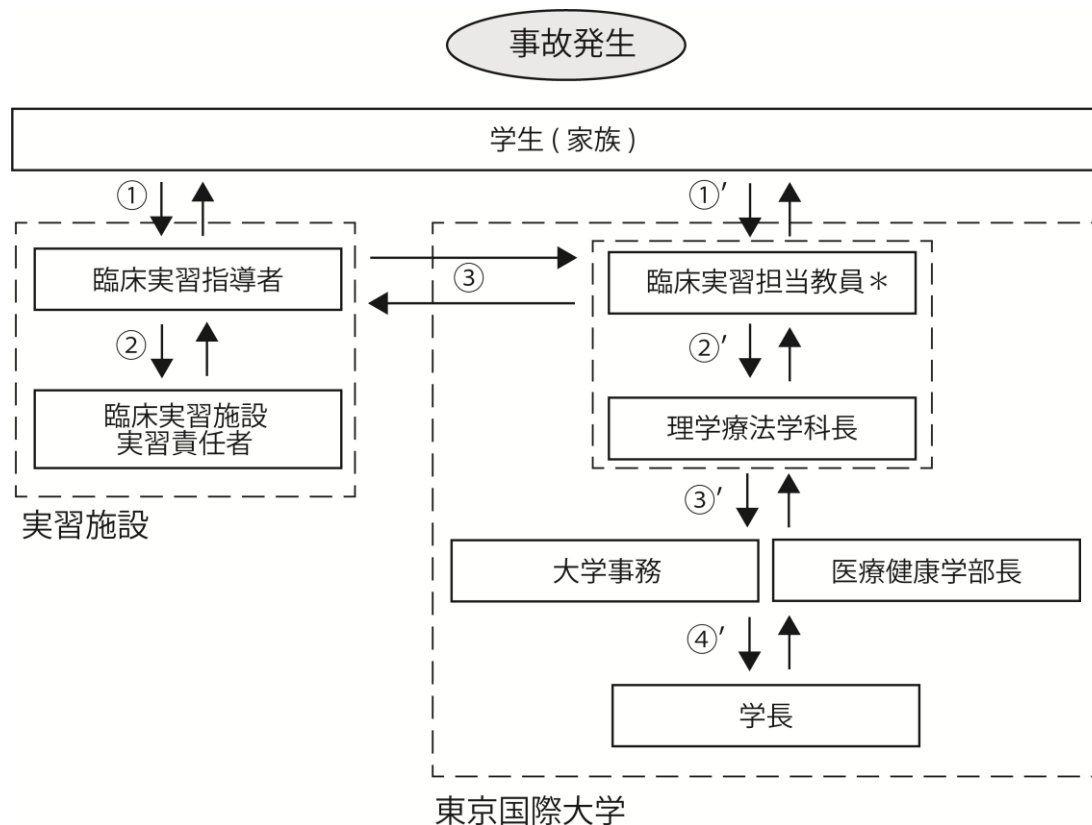 事故発生
学生 ( 家族 )
①
①′
臨床実習指導者
③
臨床実習担当教員＊
②
②′
臨床実習施設
実習責任者
理学療法学科長
③′
実習施設
大学事務
医療健康学部長
④′
学長
東京国際大学